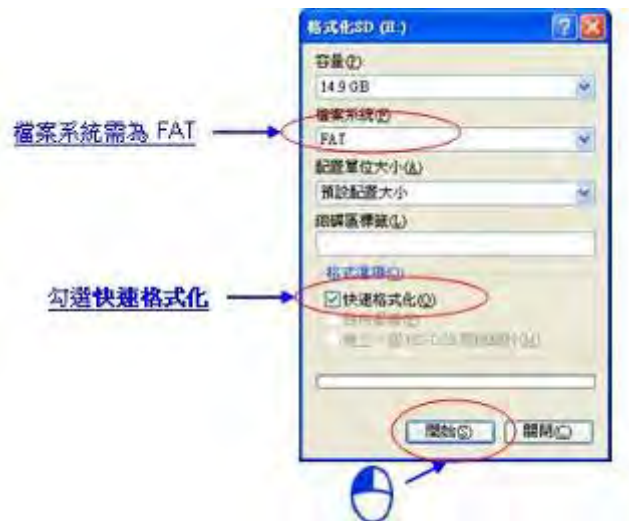 格式化SD (H:)
容量(P):
14.9 GB
檔案系統需為 FAT
檔案系統(F)
FAT
配置單位大小(A)
預設配置大小
磁碟區標籤(L)
格式選項(O)
勾選快速格式化
快速格式化(Q)
開始(S)
關閉(C)